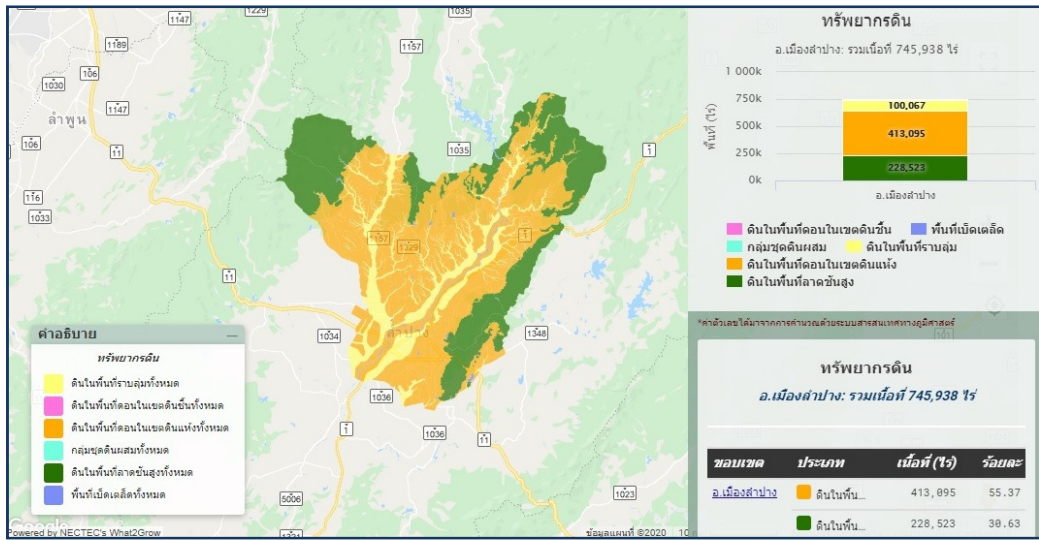 1147
1229
1035
1189
1157
106
1030
1147
ลำพูน
106
11
1035
1
116
1033
1157
1329
1
11
1034
ลำปาง
1348
1036
1
1036
11
5006
1023
Google
Powered by NECTEC's What2Grow
ข้อมูลแผนที่ ©2020
คำอธิบาย
ทรัพยากรดิน
ดินในพื้นที่ราบลุ่มทั้งหมด
ดินในพื้นที่ดอนในเขตดินชื้นทั้งหมด
ดินในพื้นที่ดอนในเขตดินแห้งทั้งหมด
กลุ่มชุดดินผสมทั้งหมด
ดินในพื้นที่ลาดชันสูงทั้งหมด
พื้นที่เบ็ดเตล็ดทั้งหมด
ทรัพยากรดิน
อ.เมืองลำปาง: รวมเนื้อที่ 745,938 ไร่
พื้นที่ (ไร่)
1 000k
750k
500k
250k
0k
100,067
413,095
228,523
อ.เมืองลำปาง
ดินในพื้นที่ดอนในเขตดินชื้น พื้นที่เบ็ดเตล็ด
กลุ่มชุดดินผสม ดินในพื้นที่ราบลุ่ม
ดินในพื้นที่ดอนในเขตดินแห้ง
ดินในพื้นที่ลาดชันสูง
*ค่าตัวเลขได้มาจากการคำนวณด้วยระบบสารสนเทศทางภูมิศาสตร์
ทรัพยากรดิน
อ.เมืองลำปาง: รวมเนื้อที่ 745,938 ไร่
ขอบเขต ประเภท เนื้อที่ (ไร่) ร้อยละ
อ.เมืองลำปาง ดินในพื้น... 413,095 55.37
ดินในพื้น... 228,523 30.63